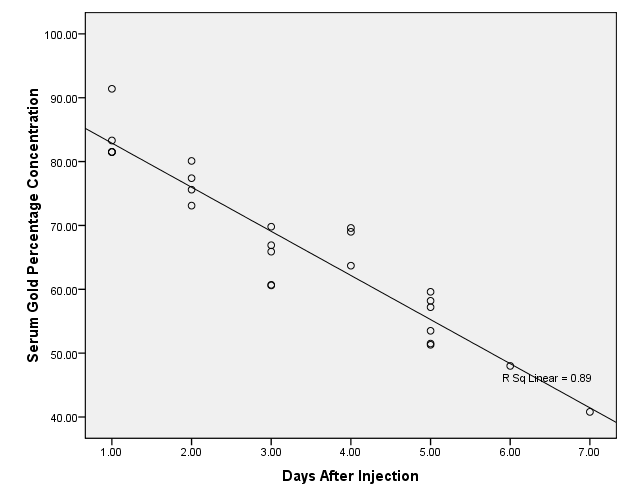 Serum Gold Percentage Concentration
100.00
90.00
80.00
70.00
60.00
50.00
40.00
R Sq Linear = 0.89
1.00 2.00 3.00 4.00 5.00 6.00 7.00
Days After Injection